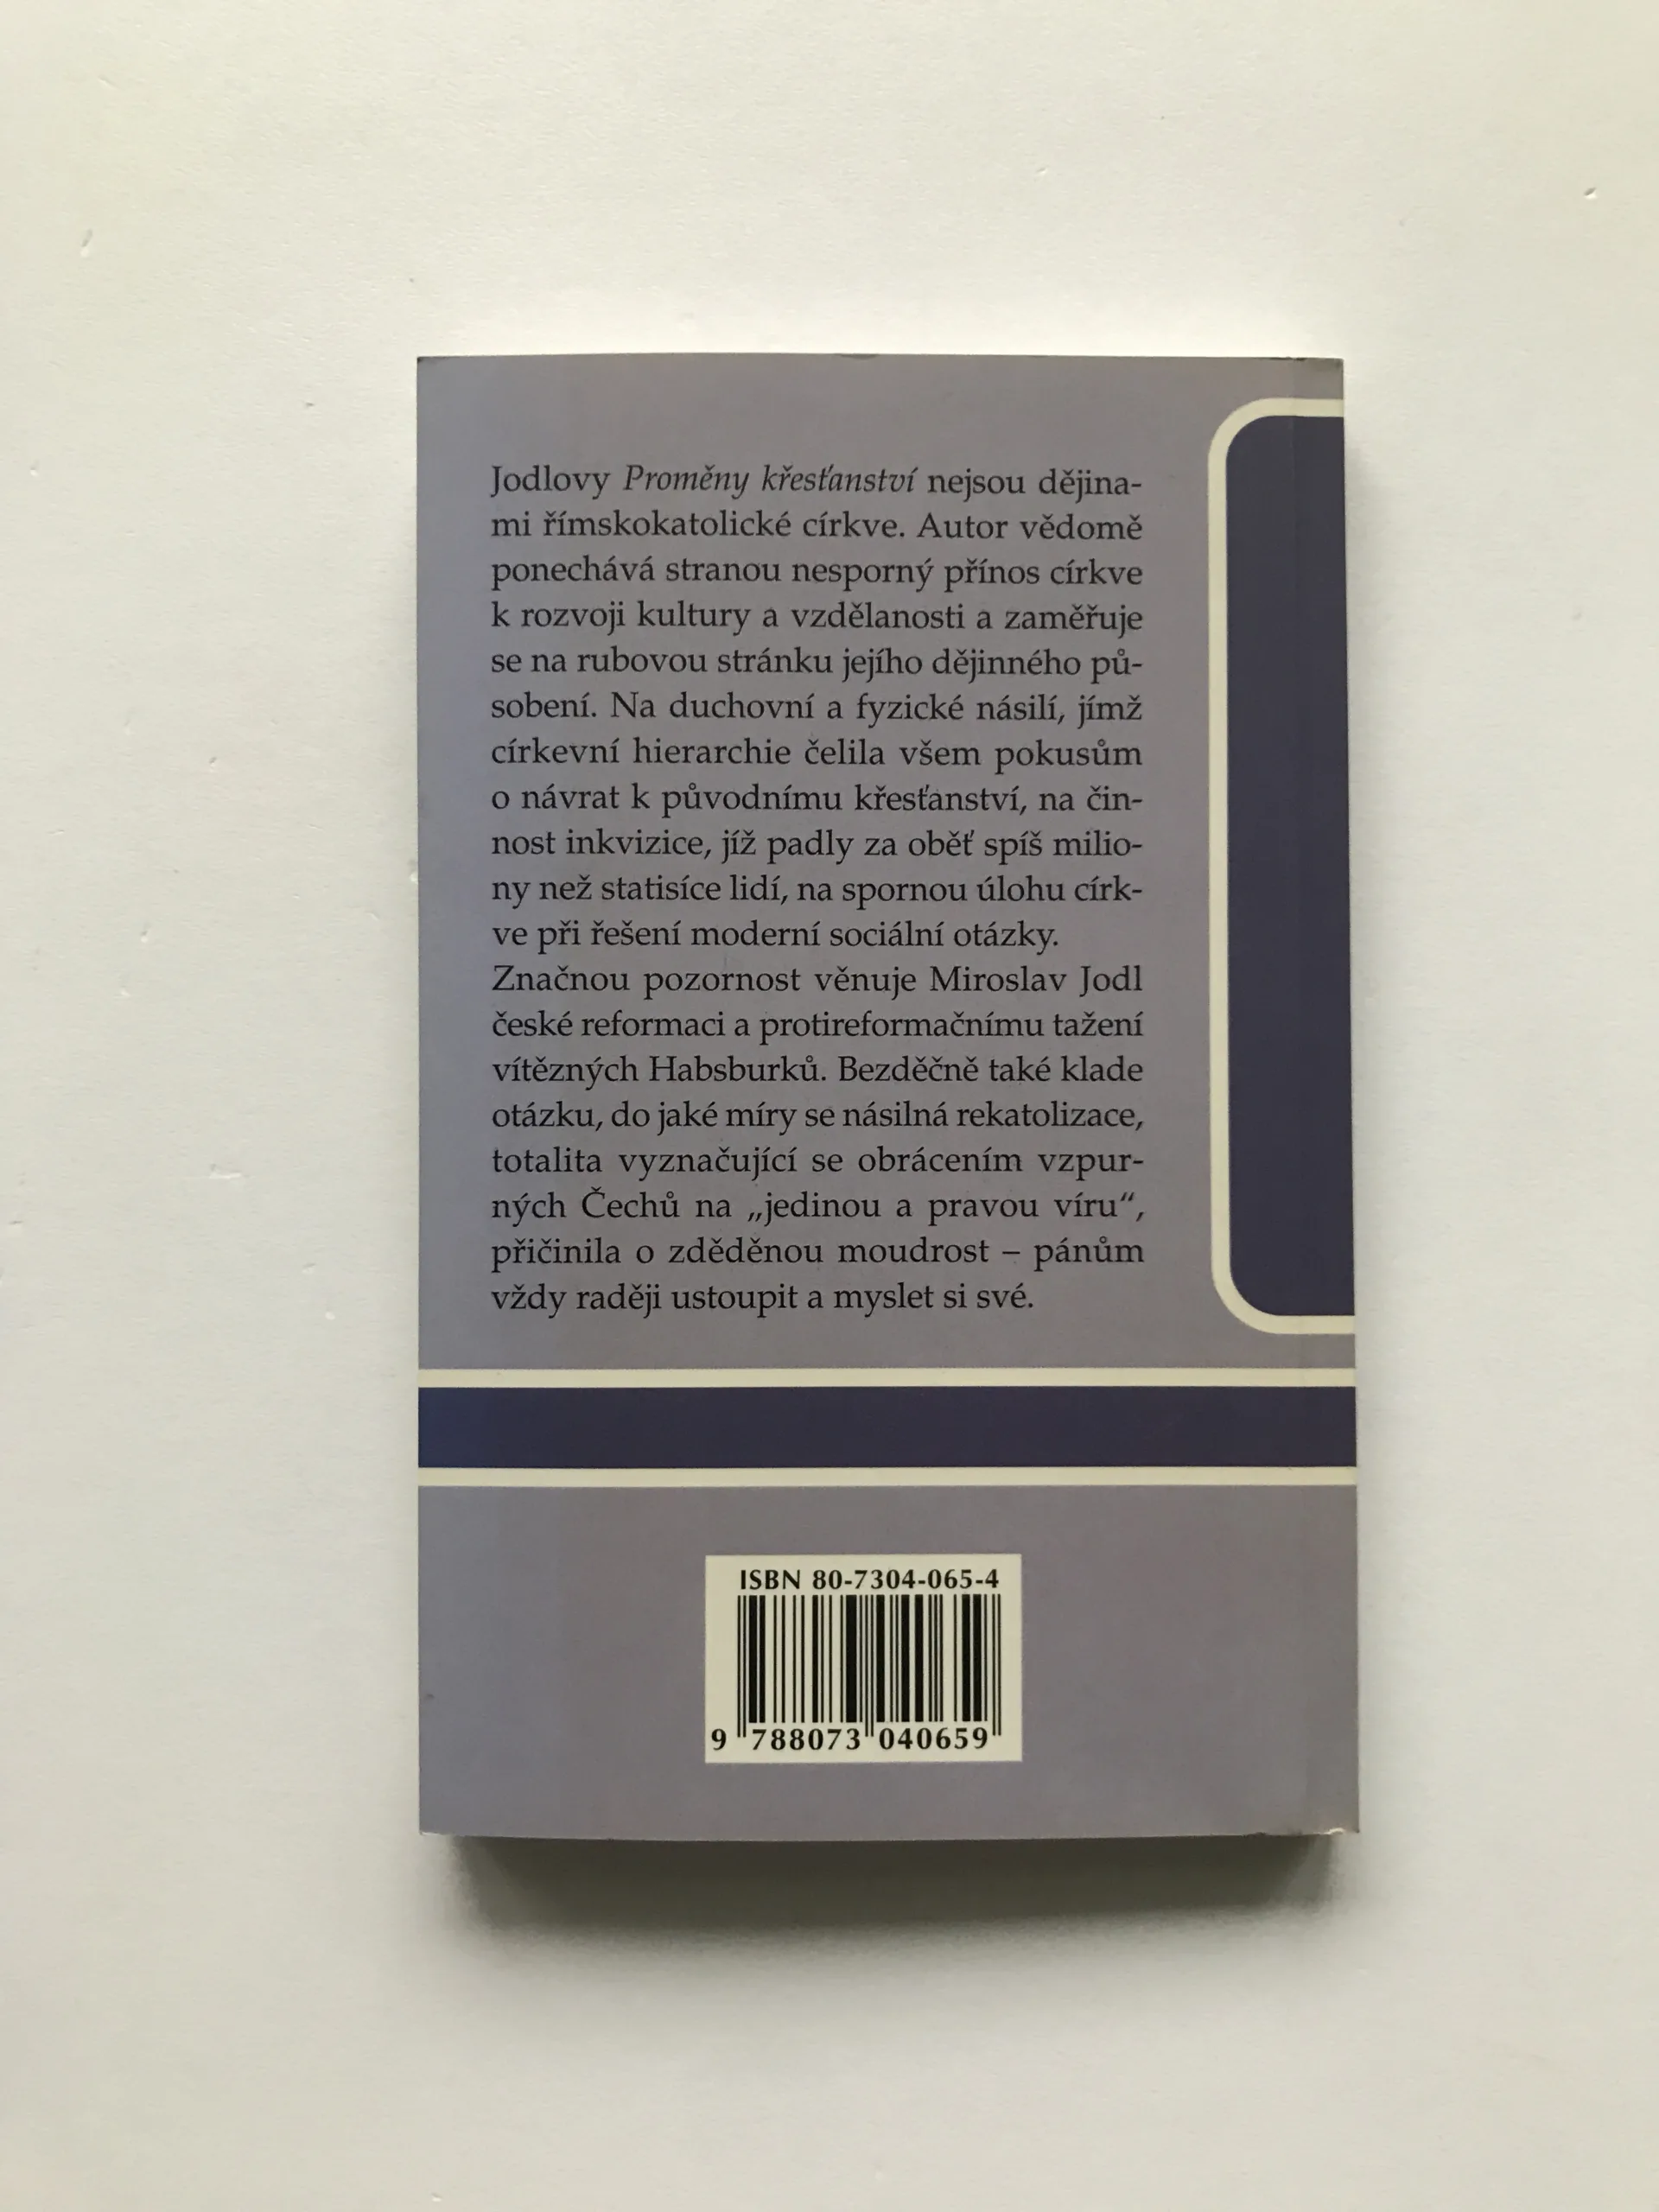 Jodlovy Proměny křesťanství nejsou dějina-
mi římskokatolické církve. Autor vědomě
ponechává stranou nesporný přínos církve
k rozvoji kultury a vzdělanosti a zaměřuje
se na rubovou stránku jejího dějinného pů-
sobení. Na duchovní a fyzické násilí, jímž
církevní hierarchie čelila všem pokusům
o návrat k původnímu křesťanství, na čin-
nost inkvizice, jíž padly za oběť spíš milio-
ny než statisíce lidí, na spornou úlohu círk-
ve při řešení moderní sociální otázky.
Značnou pozornost věnuje Miroslav Jodl
české reformaci a protireformačnímu tažení
vítězných Habsburků. Bezděčně také klade
otázku, do jaké míry se násilná rekatolizace,
totalita vyznačující se obrácením vzpur-
ných Čechů na „jedinou a pravou víru“,
přičinila o zděděnou moudrost – pánům
vždy raději ustoupit a myslet si své.
ISBN 80-7304-065-4
9 788073 040659